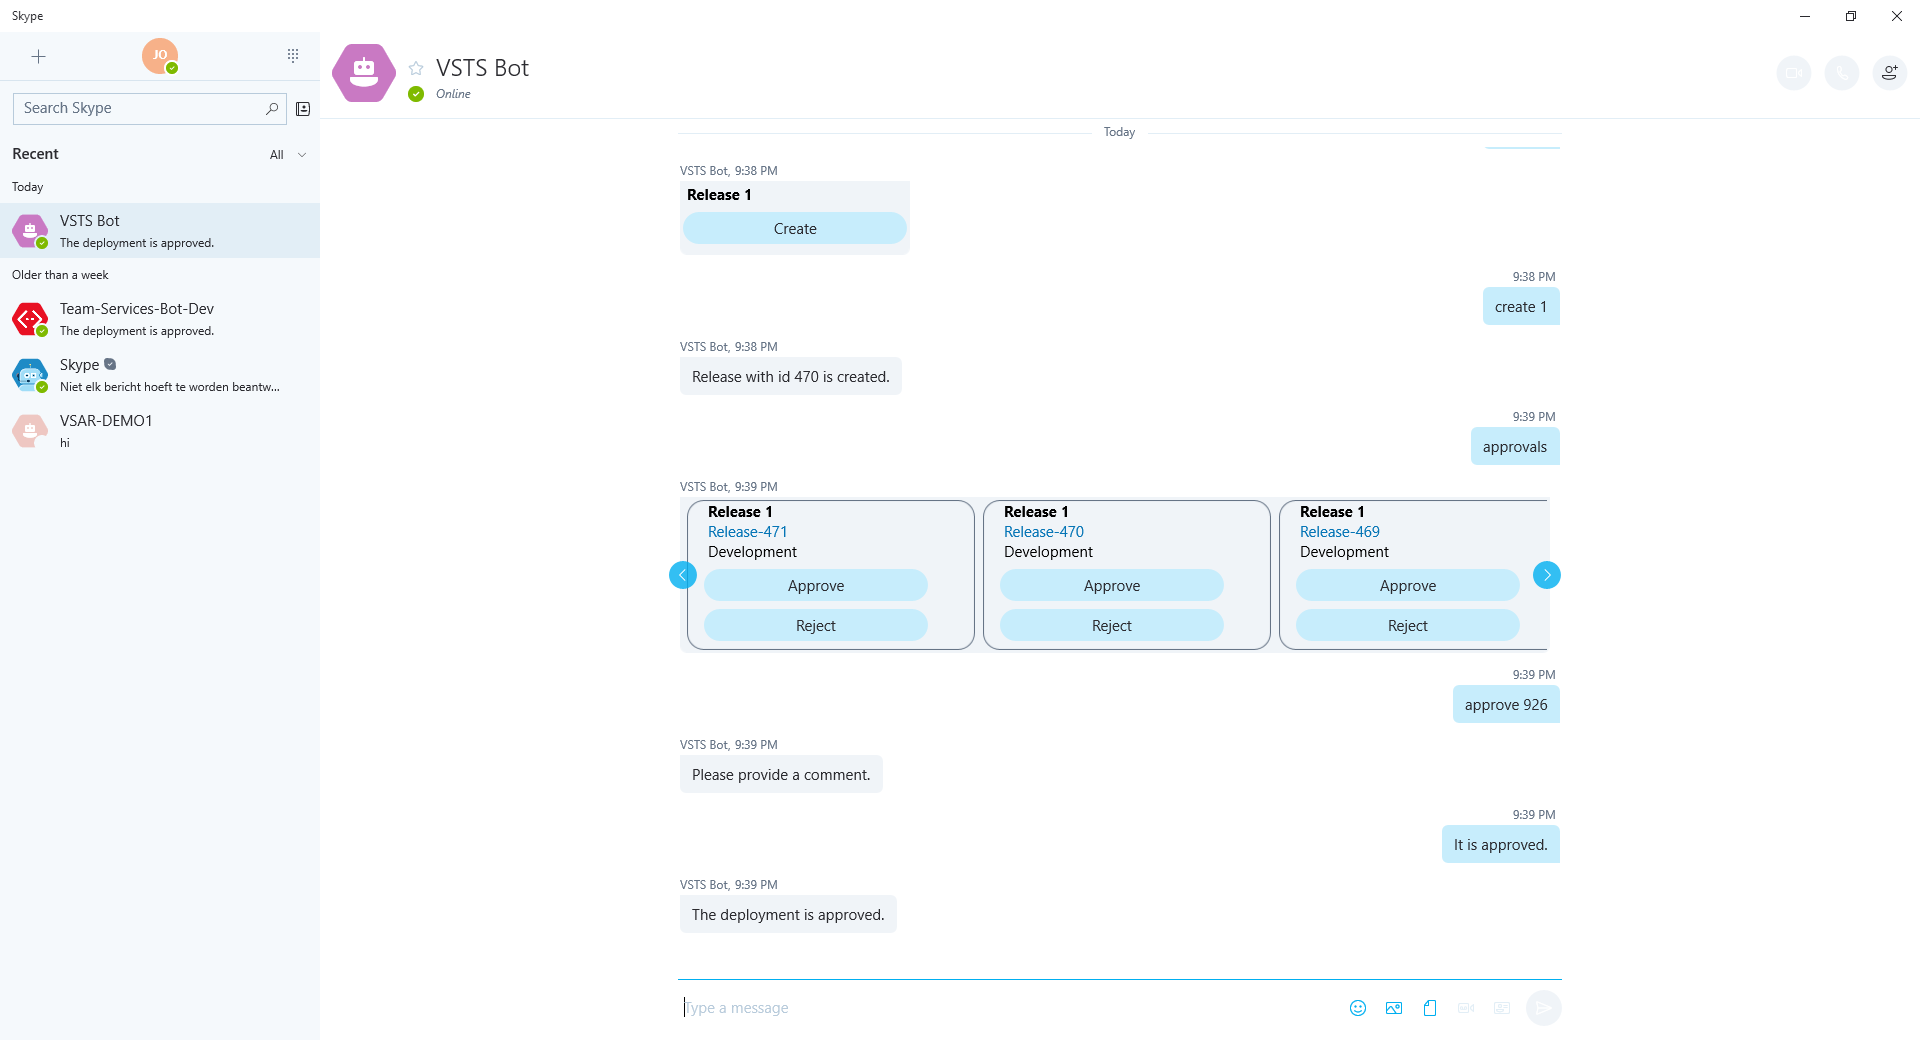 Skype
JO
Search Skype
Recent
All
Today
VSTS Bot
The deployment is approved.
Older than a week
Team-Services-Bot-Dev
The deployment is approved.
Skype
Niet elk bericht hoeft te worden beantw...
VSAR-DEMO1
hi
VSTS Bot
Online
Today
VSTS Bot, 9:38 PM
Release 1
Create
9:38 PM
create 1
VSTS Bot, 9:38 PM
Release with id 470 is created.
9:39 PM
approvals
VSTS Bot, 9:39 PM
Release 1
Release-471
Development
Approve
Reject
Release 1
Release-470
Development
Approve
Reject
Release 1
Release-469
Development
Approve
Reject
9:39 PM
approve 926
VSTS Bot, 9:39 PM
Please provide a comment.
9:39 PM
It is approved.
VSTS Bot, 9:39 PM
The deployment is approved.
Type a message